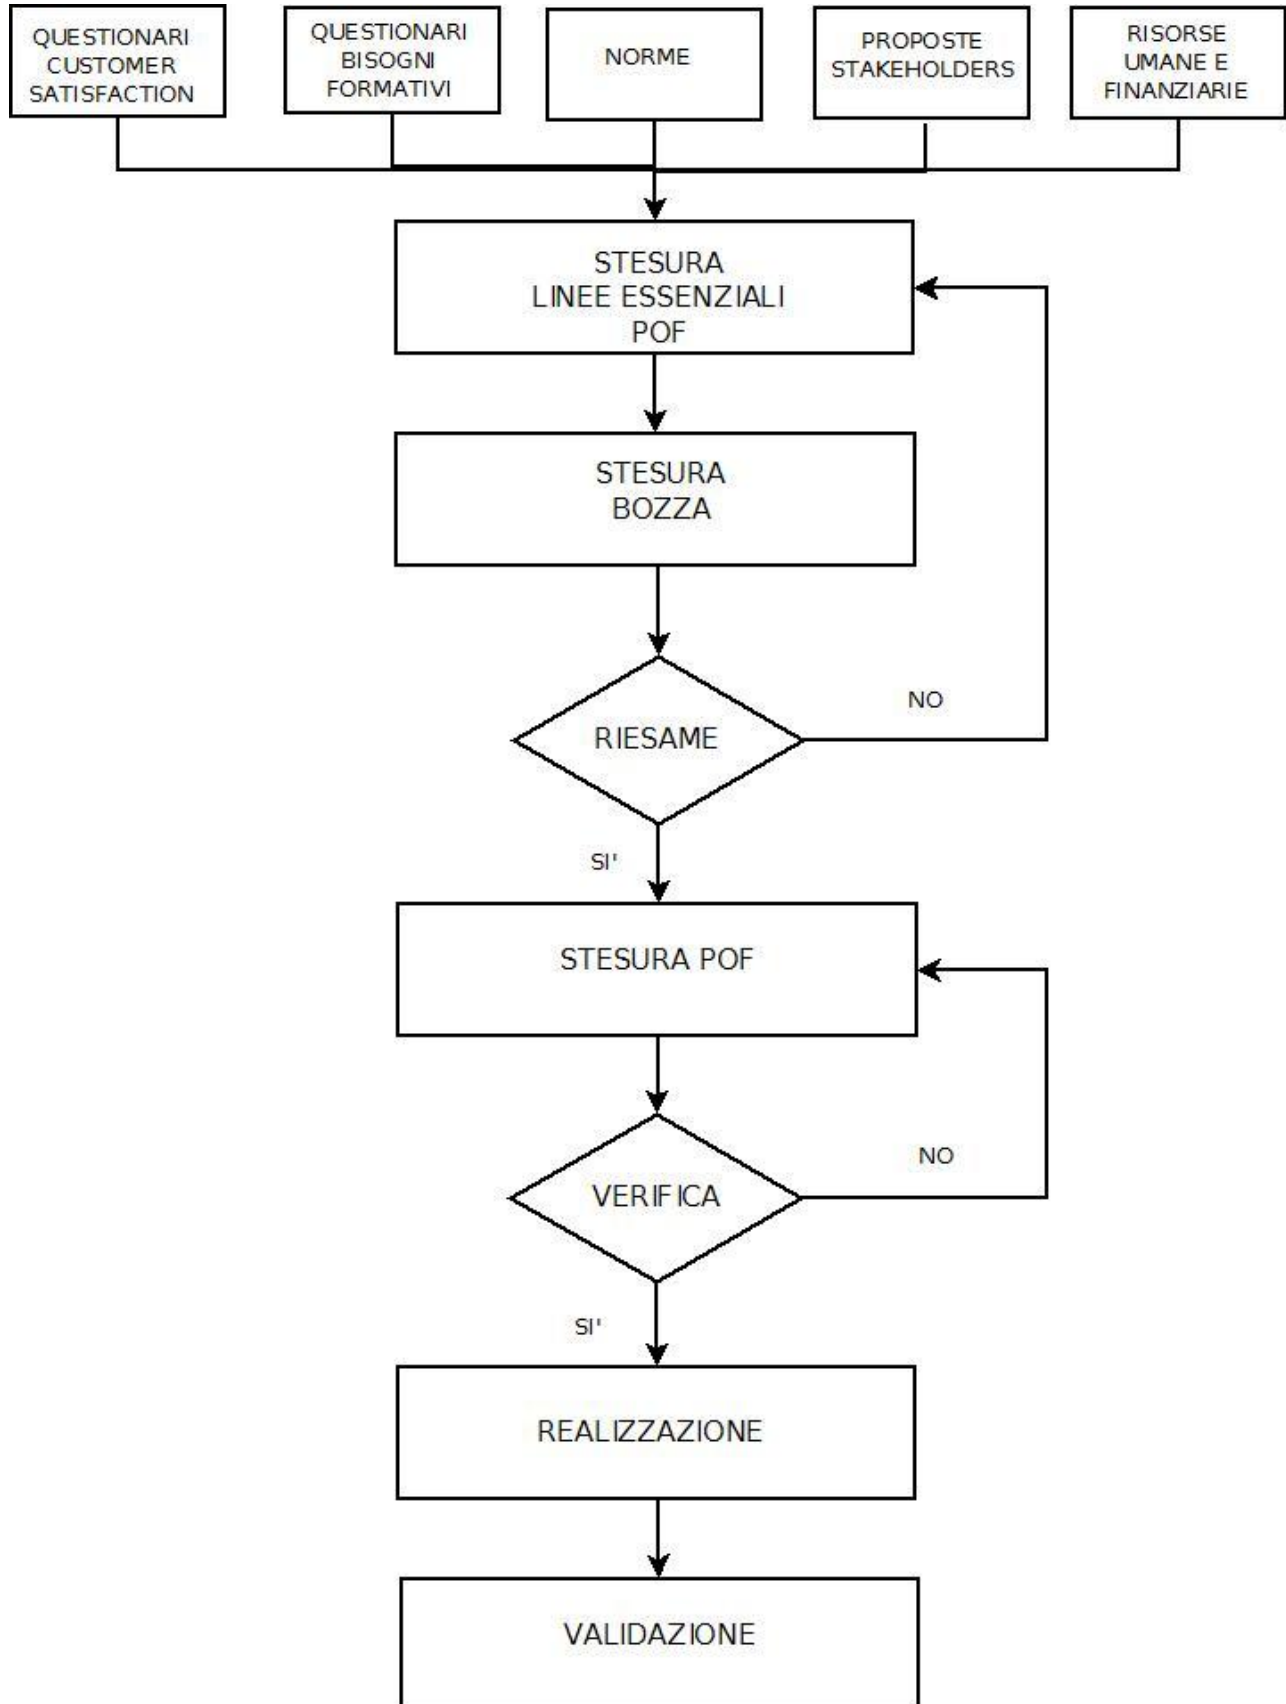 QUESTIONARI
CUSTOMER
SATISFACTION
QUESTIONARI
BISOGNI
FORMATIVI
NORME
PROPOSTE
STAKEHOLDERS
RISORSE
UMANE E
FINANZIARIE
STESURA
LINEE ESSENZIALI
POF
STESURA
BOZZA
RIESAME
NO
SI'
STESURA POF
VERIFICA
NO
SI'
REALIZZAZIONE
VALIDAZIONE